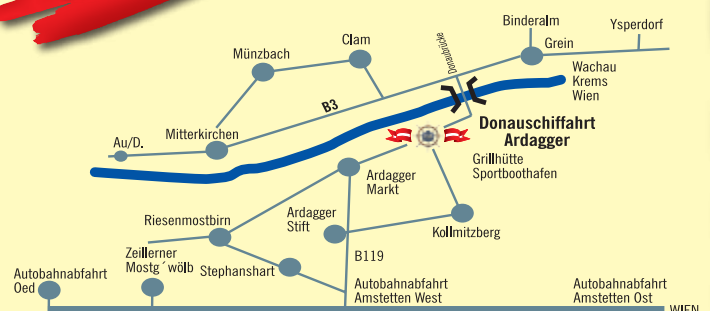 Binderalm
Ysperdorf
Grein
Clam
Donaubrücke
Münzbach
Wachau
Krems
Wien
B3
Donauschiffahrt
Ardagger
Mitterkirchen
Au/D.
Grillhütte
Sportboothafen
Ardagger
Markt
Ardagger
Stift
Riesenmostbirn
Kollmitzberg
Zeillerner
Mostg´wölb
Stephanshart
B119
Autobahnabfahrt
Oed
Autobahnabfahrt
Amstetten West
Autobahnabfahrt
Amstetten Ost
WIEN